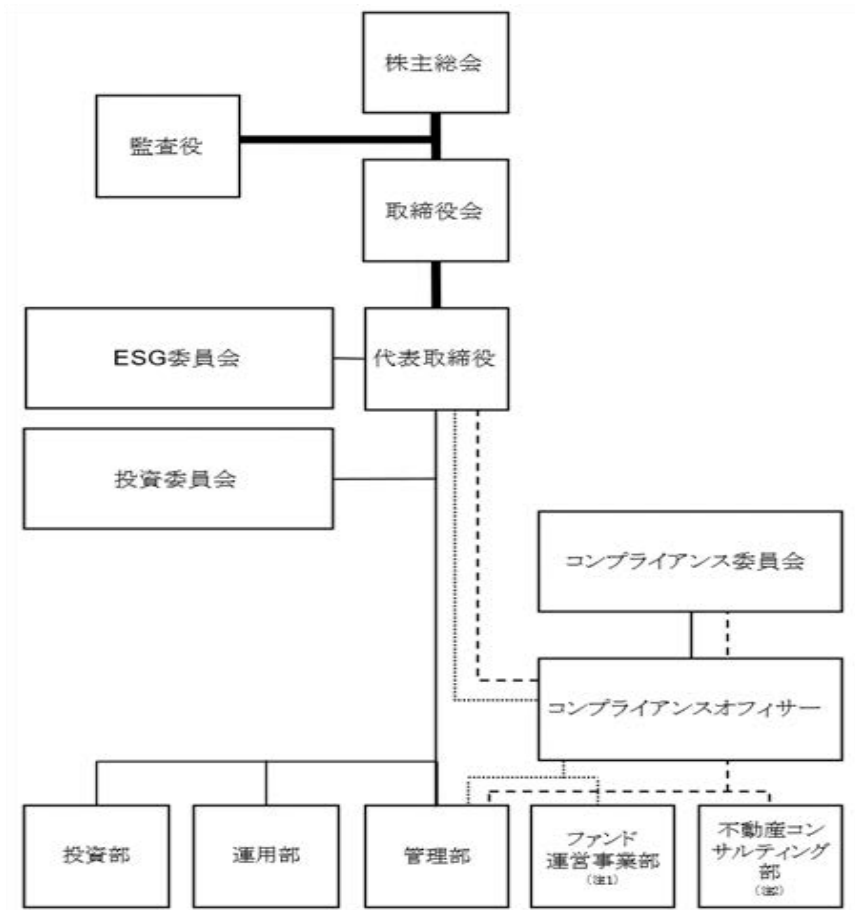 株主総会
監査役
取締役会
ESG委員会
代表取締役
投資委員会
コンプライアンス委員会
コンプライアンスオフィサー
投資部
運用部
管理部
ファンド
運営事業部
(注1)
不動産コン
サルティング
部
(注2)